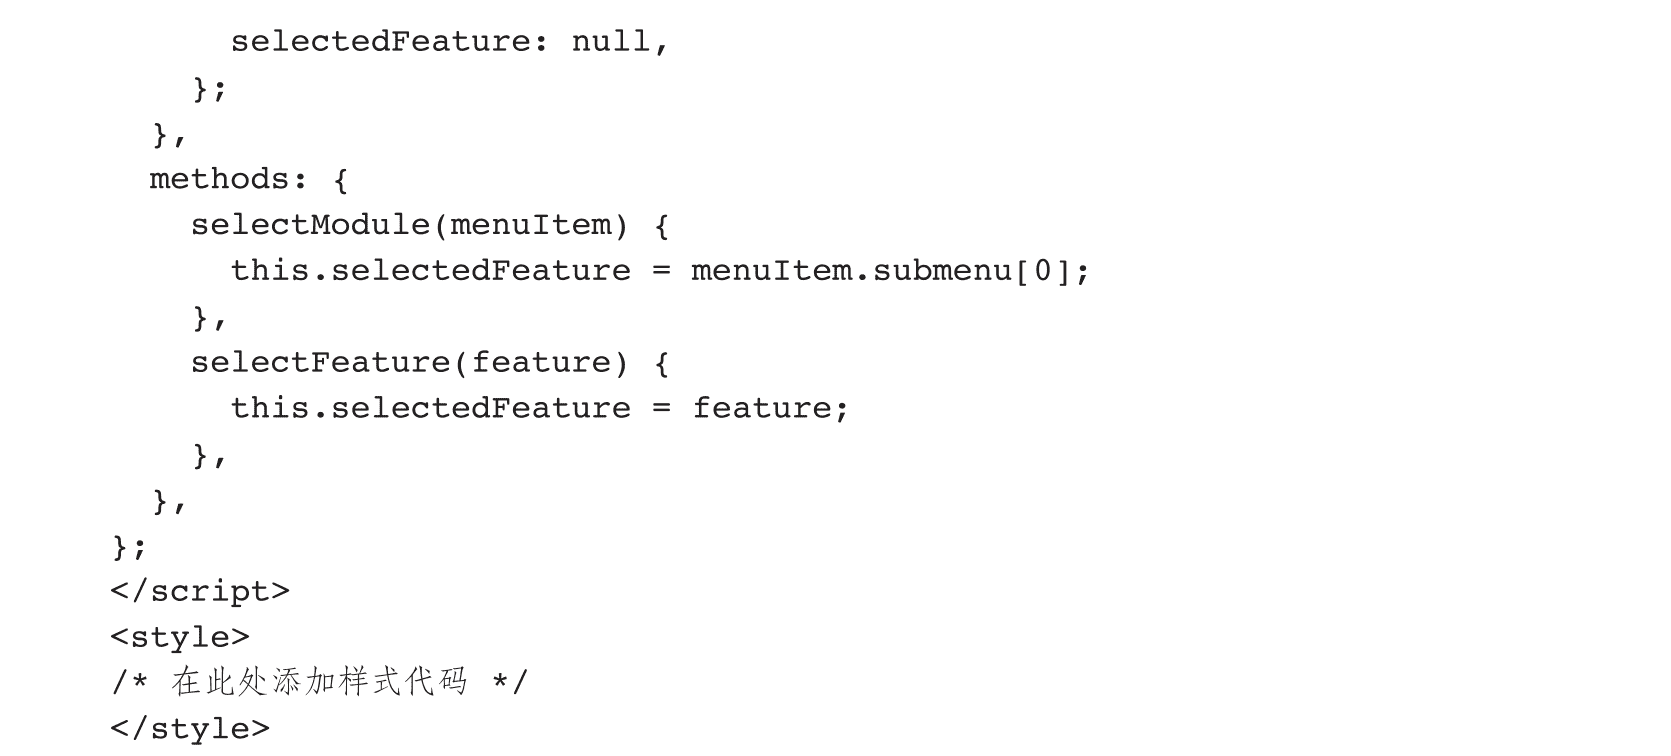 selectedFeature: null,
    };
  },
  methods: {
    selectModule(menuItem) {
      this.selectedFeature = menuItem.submenu[0];
    },
    selectFeature(feature) {
      this.selectedFeature = feature;
    },
  },
};
</script>
<style>
/* 在此处添加样式代码 */
</style>